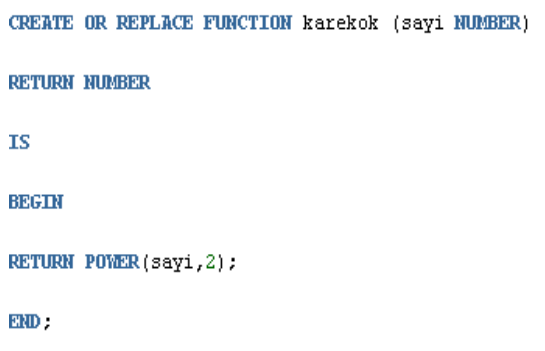 CREATE OR REPLACE FUNCTION karekok (sayi NUMBER)
RETURN NUMBER
IS
BEGIN
RETURN POWER(sayi,2);
END;